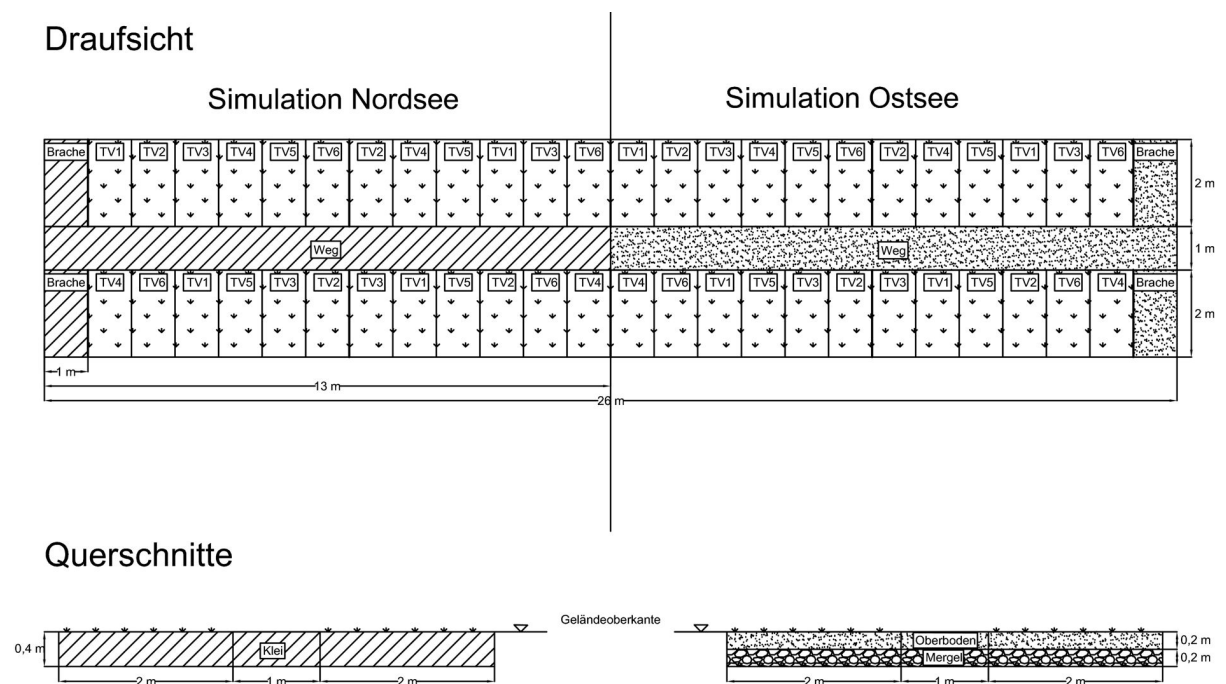 Draufsicht
Simulation Nordsee
Simulation Ostsee
Brache TV1 TV2 TV3 TV4 TV5 TV6 TV2 TV4 TV5 TV1 TV3 TV6 TV1 TV2 TV3 TV4 TV5 TV6 TV2 TV4 TV5 TV1 TV3 TV6 Brache
2 m
Weg Weg 1 m
Brache TV4 TV6 TV1 TV5 TV3 TV2 TV3 TV1 TV5 TV2 TV6 TV4 TV4 TV6 TV1 TV5 TV3 TV2 TV3 TV1 TV5 TV2 TV6 TV4 Brache
2 m
1 m
13 m
26 m
Querschnitte
Geländeoberkante
0,4 m Klei Oberboden 0,2 m
Mergel 0,2 m
2 m 1 m 2 m 2 m 1 m 2 m